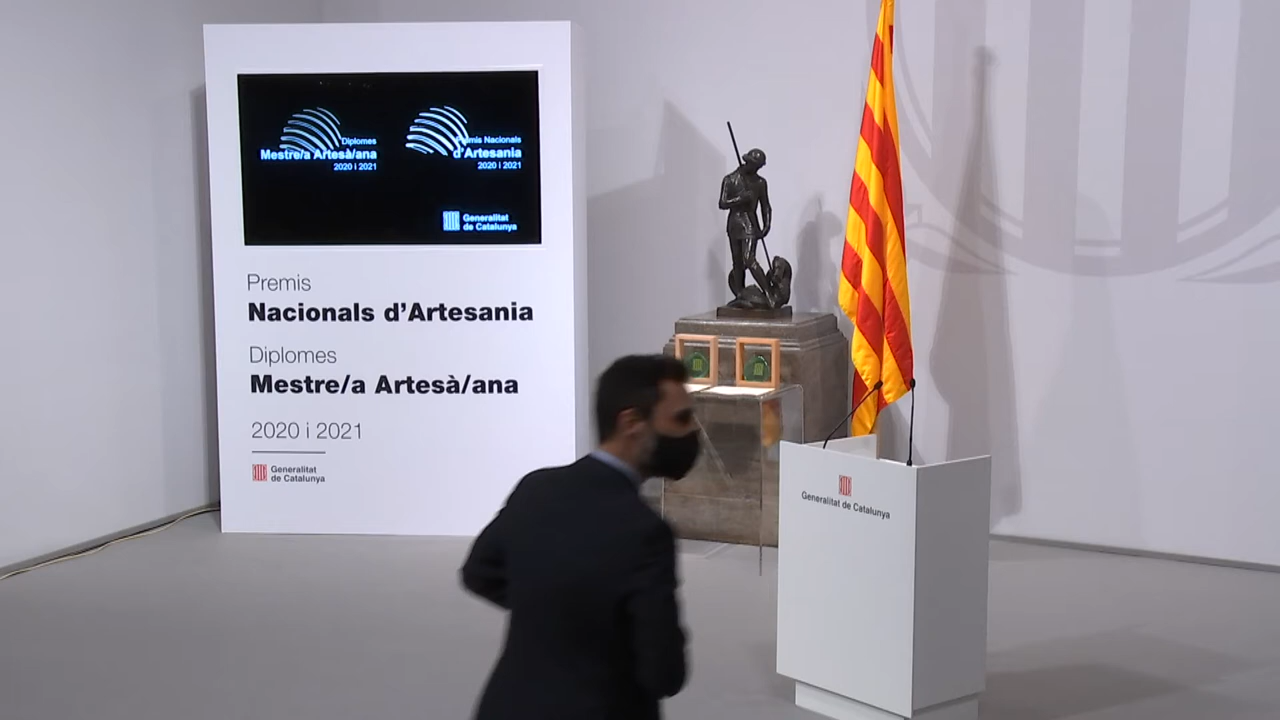 Diplomes
Mestre/a Artesà/ana
2020 i 2021
Premis Nacionals
d'Artesania
2020 i 2021
Generalitat
de Catalunya
Premis
Nacionals d'Artesania
Diplomes
Mestre/a Artesà/ana
2020 i 2021
Generalitat
de Catalunya
Generalitat de Catalunya